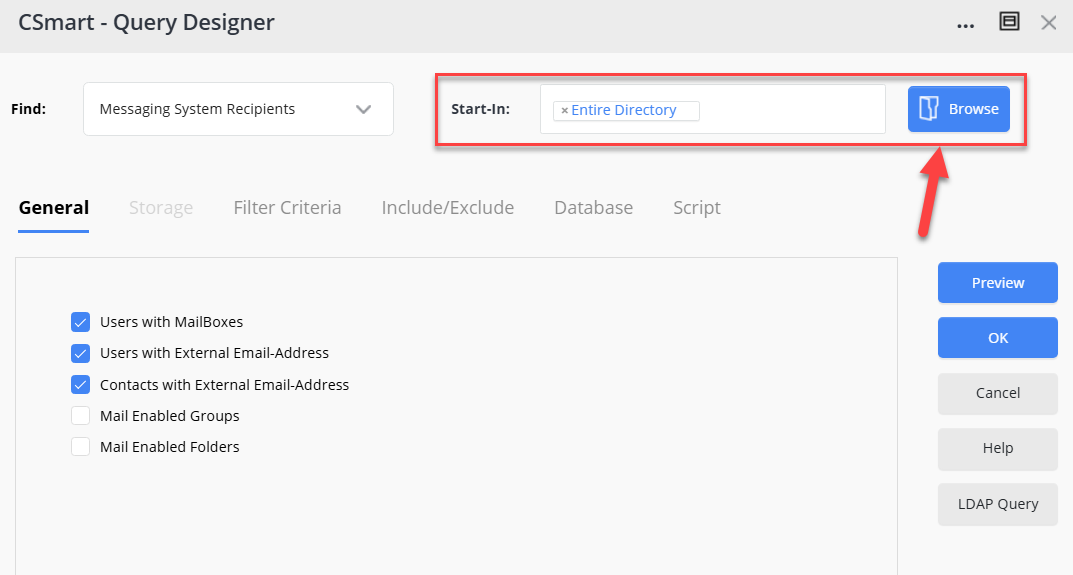 CSmart - Query Designer
Find:
Messaging System Recipients
Start-In:
× Entire Directory
Browse
General
Storage
Filter Criteria
Include/Exclude
Database
Script
Users with MailBoxes
Users with External Email-Address
Contacts with External Email-Address
Mail Enabled Groups
Mail Enabled Folders
Preview
OK
Cancel
Help
LDAP Query